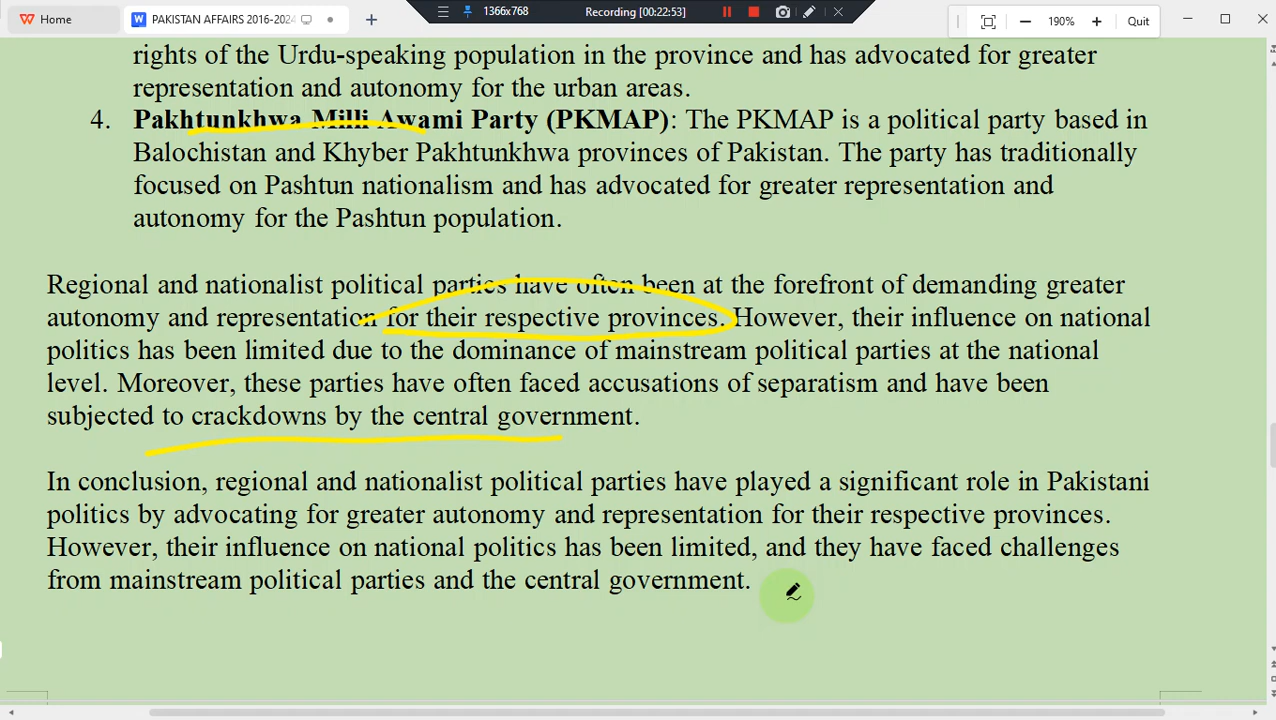 Home
PAKISTAN AFFAIRS 2016-2024
1366x768
Recording [00:22:53]
190%
Quit
rights of the Urdu-speaking population in the province and has advocated for greater
representation and autonomy for the urban areas.
4. Pakhtunkhwa Milli Awami Party (PKMAP): The PKMAP is a political party based in
Balochistan and Khyber Pakhtunkhwa provinces of Pakistan. The party has traditionally
focused on Pashtun nationalism and has advocated for greater representation and
autonomy for the Pashtun population.
Regional and nationalist political parties have often been at the forefront of demanding greater
autonomy and representation for their respective provinces. However, their influence on national
politics has been limited due to the dominance of mainstream political parties at the national
level. Moreover, these parties have often faced accusations of separatism and have been
subjected to crackdowns by the central government.
In conclusion, regional and nationalist political parties have played a significant role in Pakistani
politics by advocating for greater autonomy and representation for their respective provinces.
However, their influence on national politics has been limited, and they have faced challenges
from mainstream political parties and the central government.